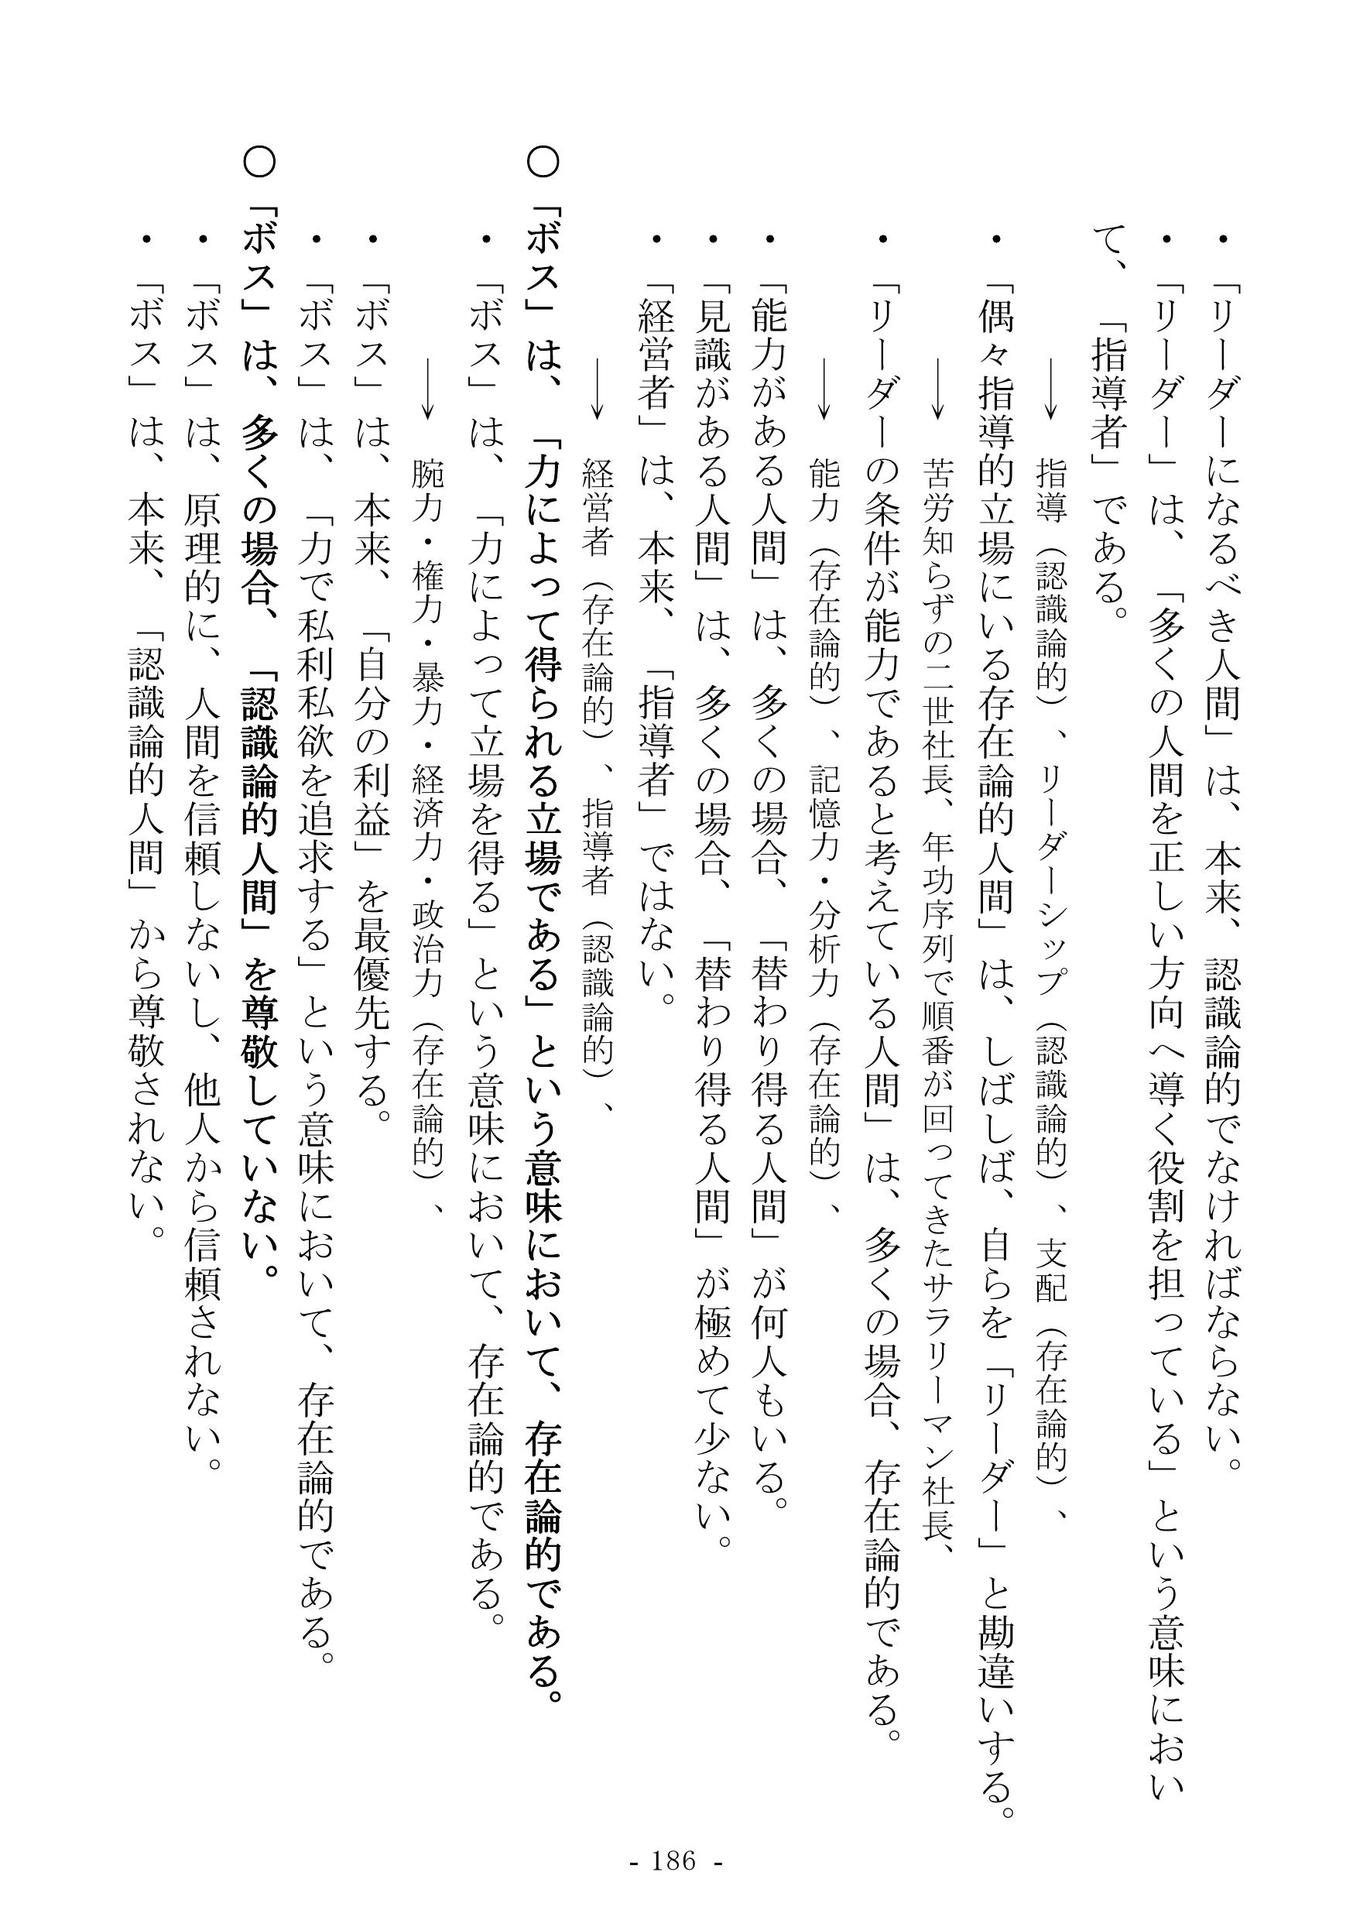 ・「リーダーになるべき人間」は、本来、認識論的でなければならない。
・「リーダー」は、「多くの人間を正しい方向へ導く役割を担っている」という意味におい
て、「指導者」である。
→ 指導（認識論的）、リーダーシップ（認識論的）、支配（存在論的）、
・「偶々指導的立場にいる存在論的人間」は、しばしば、自らを「リーダー」と勘違いする。
→ 苦労知らずの二世社長、年功序列で順番が回ってきたサラリーマン社長、
・「リーダーの条件が能力であると考えている人間」は、多くの場合、存在論的である。
→ 能力（存在論的）、記憶力・分析力（存在論的）、
・「能力がある人間」は、多くの場合、「替わり得る人間」が何人もいる。
・「見識がある人間」は、多くの場合、「替わり得る人間」が極めて少ない。
・「経営者」は、本来、「指導者」ではない。
→ 経営者（存在論的）、指導者（認識論的）、
〇「ボス」は、「力によって得られる立場である」という意味において、存在論的である。
・「ボス」は、「力によって立場を得る」という意味において、存在論的である。
→ 腕力・権力・暴力・経済力・政治力（存在論的）、
・「ボス」は、本来、「自分の利益」を最優先する。
・「ボス」は、「力で私利私欲を追求する」という意味において、存在論的である。
〇「ボス」は、多くの場合、「認識論的人間」を尊敬していない。
・「ボス」は、原理的に、人間を信頼しないし、他人から信頼されない。
・「ボス」は、本来、「認識論的人間」から尊敬されない。
- 186 -